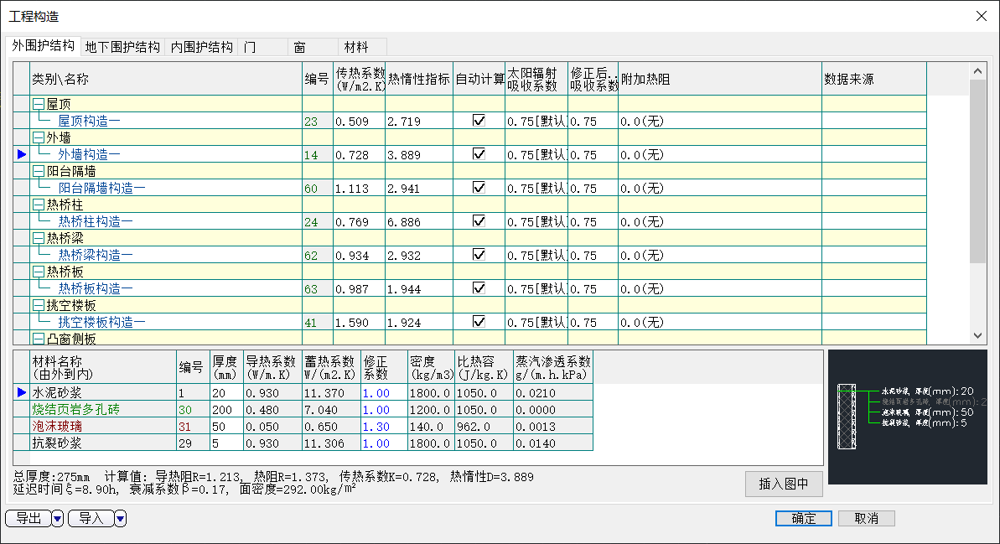 工程构造
外围护结构 地下围护结构 内围护结构 门 窗 材料
类别\名称 编号 传热系数(W/m2.K) 热惰性指标 自动计算 太阳辐射吸收系数 修正后..吸收系数 附加热阻 数据来源
屋顶
屋顶构造一 23 0.509 2.719 0.75[默认] 0.75 0.0(无)
外墙
外墙构造一 14 0.728 3.889 0.75[默认] 0.75 0.0(无)
阳台隔墙
阳台隔墙构造一 60 1.113 2.941 0.75[默认] 0.75 0.0(无)
热桥柱
热桥柱构造一 24 0.769 6.886 0.75[默认] 0.75 0.0(无)
热桥梁
热桥梁构造一 62 0.934 2.932 0.75[默认] 0.75 0.0(无)
热桥板
热桥板构造一 63 0.987 1.944 0.75[默认] 0.75 0.0(无)
挑空楼板
挑空楼板构造一 41 1.590 1.924 0.75[默认] 0.75 0.0(无)
凸窗侧板
材料名称(由外到内) 编号 厚度(mm) 导热系数(W/m.K) 蓄热系数W/(m2.K) 修正系数 密度(kg/m3) 比热容(J/kg.K) 蒸汽渗透系数g/(m.h.kPa)
水泥砂浆 1 20 0.930 11.370 1.00 1800.0 1050.0 0.0210
烧结页岩多孔砖 30 200 0.480 7.040 1.00 1200.0 1050.0 0.0000
泡沫玻璃 31 50 0.050 0.650 1.30 140.0 962.0 0.0013
抗裂砂浆 29 5 0.930 11.306 1.00 1800.0 1050.0 0.0140
水泥砂浆, 厚度(mm):20
烧结页岩多孔砖, 厚度(mm):2
泡沫玻璃, 厚度(mm):50
抗裂砂浆, 厚度(mm):5
总厚度:275mm 计算值: 导热阻R=1.213, 热阻R=1.373, 传热系数K=0.728, 热惰性D=3.889
延迟时间ξ=8.90h, 衰减系数β=0.17, 面密度=292.00kg/㎡
插入图中
导出 导入 确定 取消